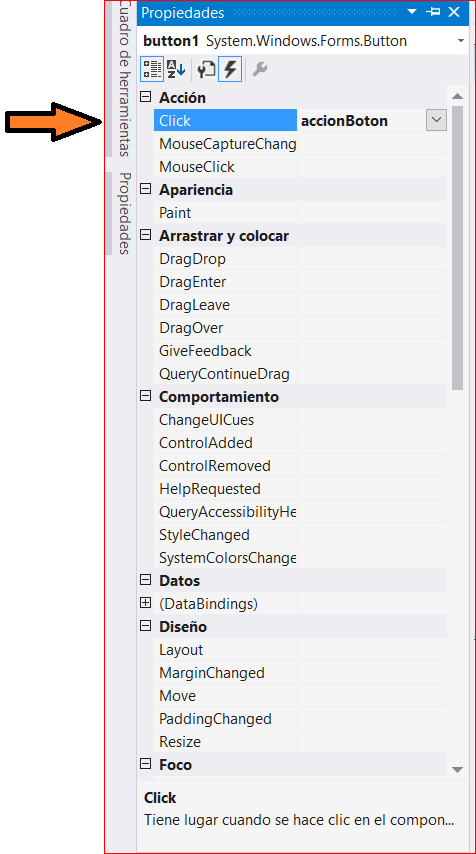 Cuadro de herramientas
Propiedades
Propiedades
button1 System.Windows.Forms.Button
Acción
Click accionBoton
MouseCaptureChang
MouseClick
Apariencia
Paint
Arrastrar y colocar
DragDrop
DragEnter
DragLeave
DragOver
GiveFeedback
QueryContinueDrag
Comportamiento
ChangeUICues
ControlAdded
ControlRemoved
HelpRequested
QueryAccessibilityHe
StyleChanged
SystemColorsChange
Datos
(DataBindings)
Diseño
Layout
MarginChanged
Move
PaddingChanged
Resize
Foco
Click
Tiene lugar cuando se hace clic en el compon...